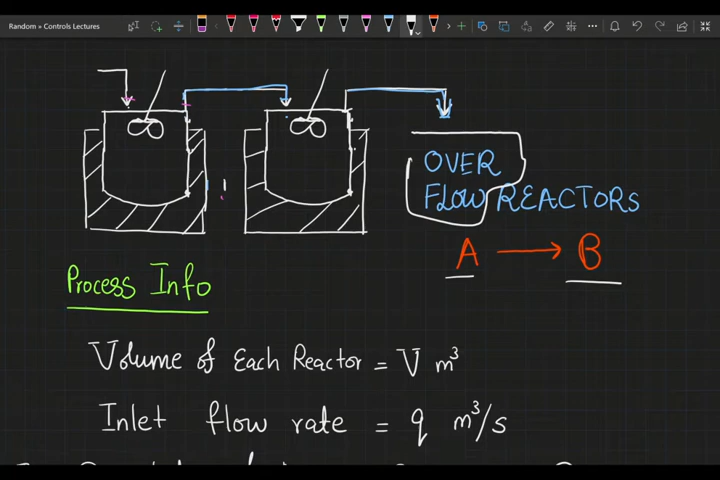 Random » Controls Lectures
OVER
FLOW REACTORS
A → B
Process Info
Volume of Each Reactor = V m³
Inlet flow rate = q m³/s